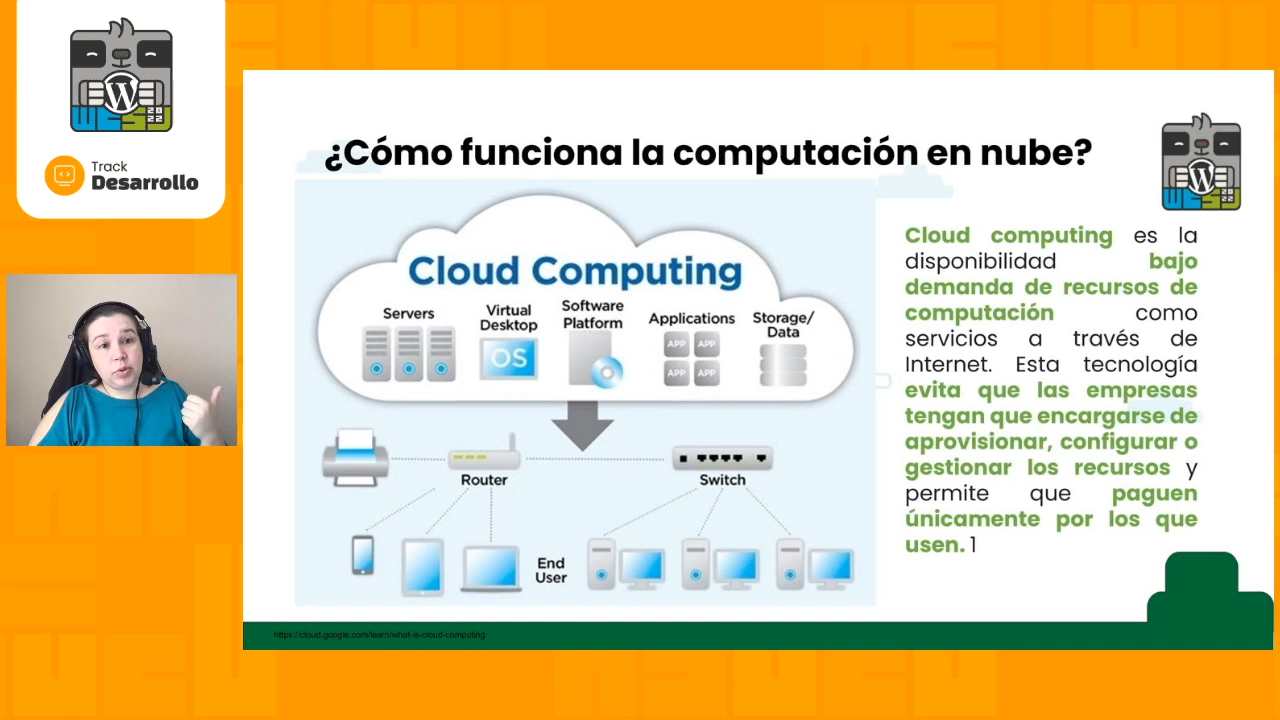 WCES
2022
Track
Desarrollo
¿Cómo funciona la computación en nube?
Cloud Computing
Servers
Virtual
Desktop
Software
Platform
Applications
Storage/
Data
OS
APP APP
APP APP
Router
Switch
End
User
Cloud computing es la
disponibilidad bajo
demanda de recursos de
computación como
servicios a través de
Internet. Esta tecnología
evita que las empresas
tengan que encargarse de
aprovisionar, configurar o
gestionar los recursos y
permite que paguen
únicamente por los que
usen. 1
https://cloud.google.com/learn/what-is-cloud-computing